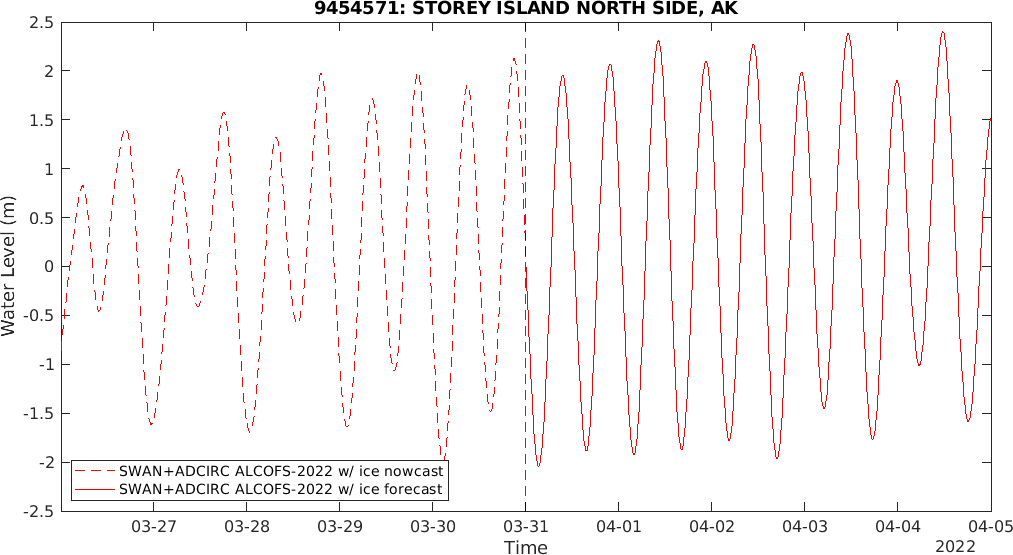 9454571: STOREY ISLAND NORTH SIDE, AK
2.5
2
1.5
1
0.5
0
-0.5
-1
-1.5
-2
-2.5
Water Level (m)
SWAN+ADCIRC ALCOFS-2022 w/ ice nowcast
SWAN+ADCIRC ALCOFS-2022 w/ ice forecast
03-27 03-28 03-29 03-30 03-31 04-01 04-02 04-03 04-04 04-05
Time
2022